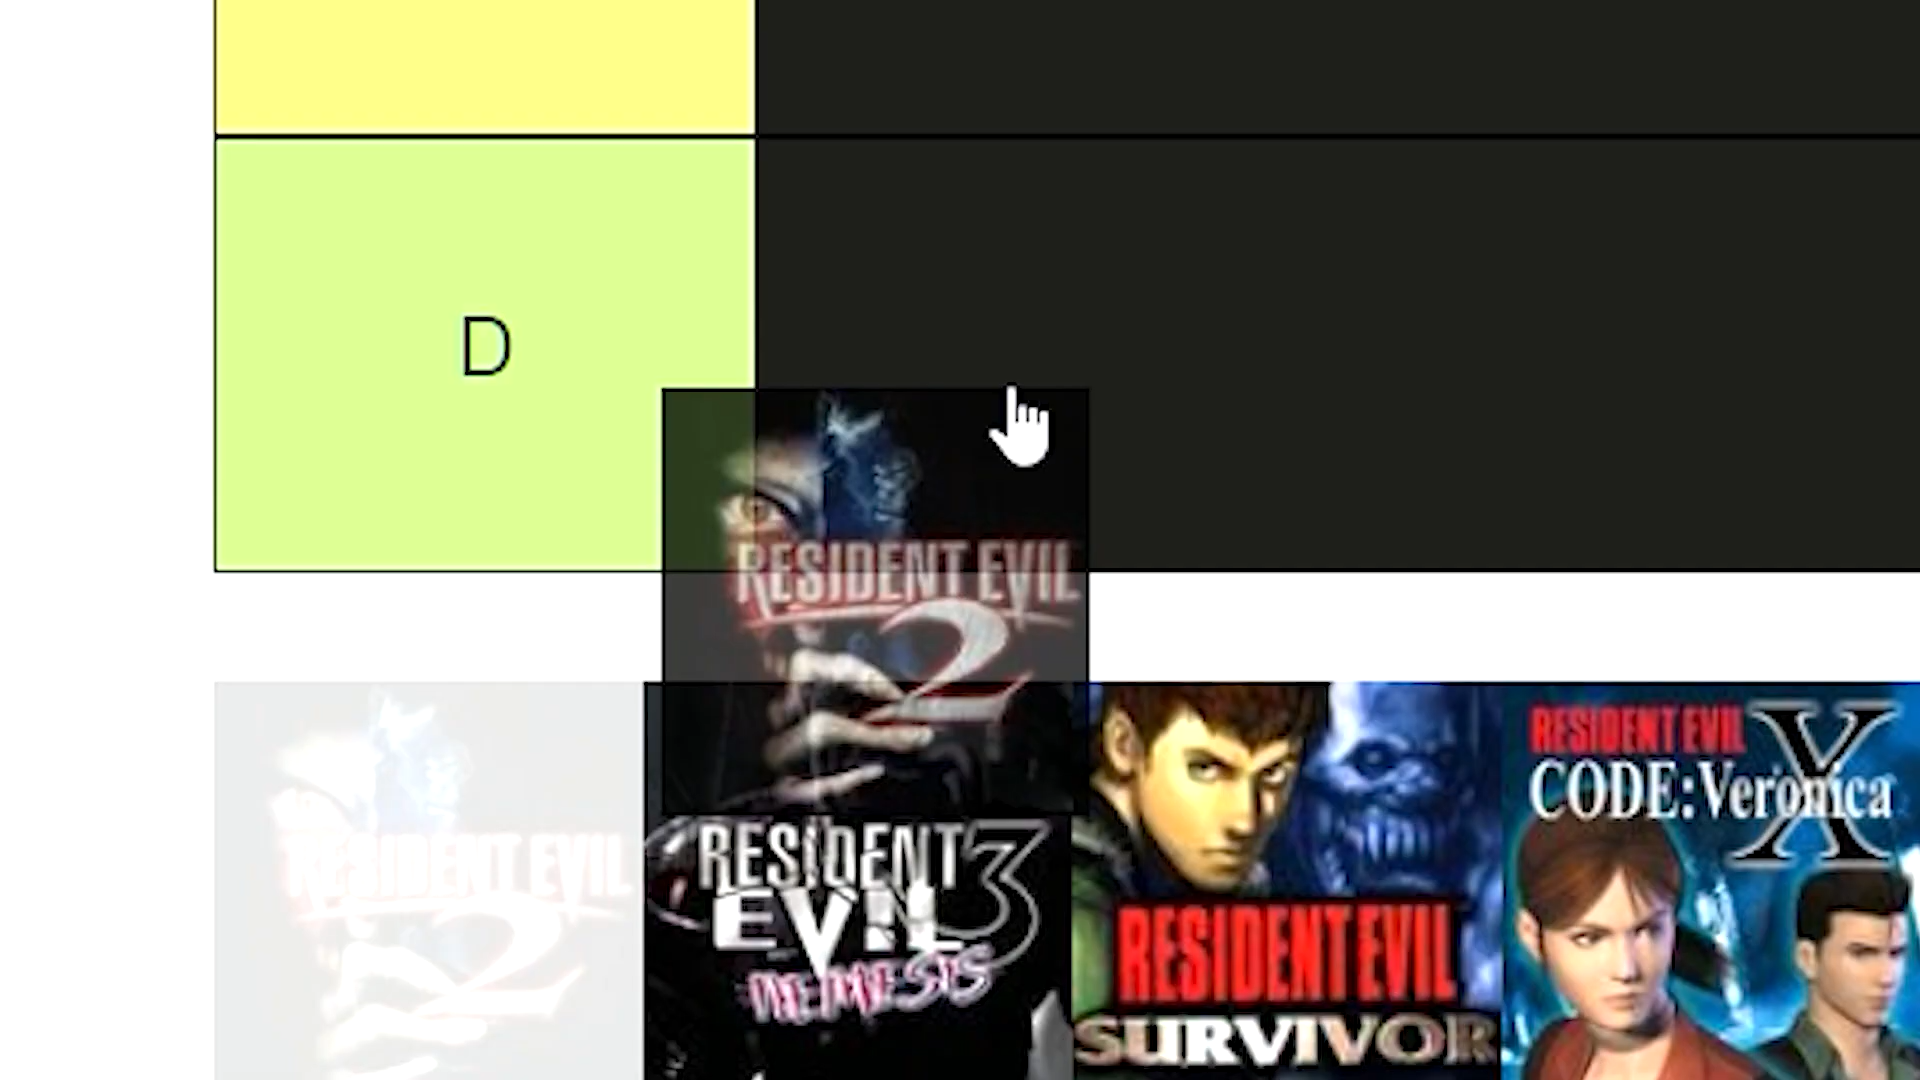 D
RESIDENT EVIL
2
RESIDENT EVIL
2
RESIDENT
EVIL 3
NEMESIS
RESIDENT EVIL
SURVIVOR
RESIDENT EVIL
CODE:Veronica
X